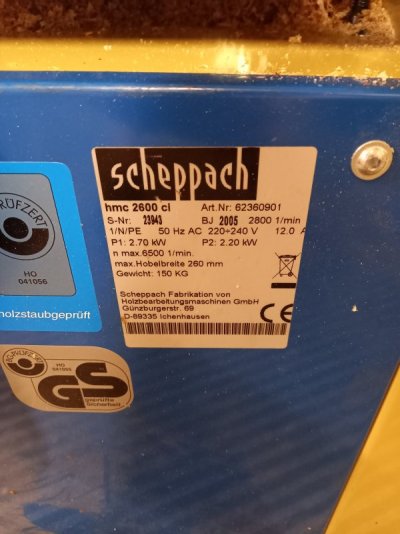 scheppach
hmc 2600 ci Art.Nr: 62360901
S-Nr: 23943 BJ 2005 2800 1/min
1/N/PE 50 Hz AC 220÷240 V 12.0 A
P1: 2.70 kW P2: 2.20 kW
n max.6500 1/min.
max.Hobelbreite 260 mm
Gewicht: 150 KG
Scheppach Fabrikation von
Holzbearbeitungsmaschinen GmbH
Günzburgerstr. 69
D-89335 Ichenhausen
CE
HO
041056
holzstaubgeprüft
HO
GS
geprüfte
Sicherheit